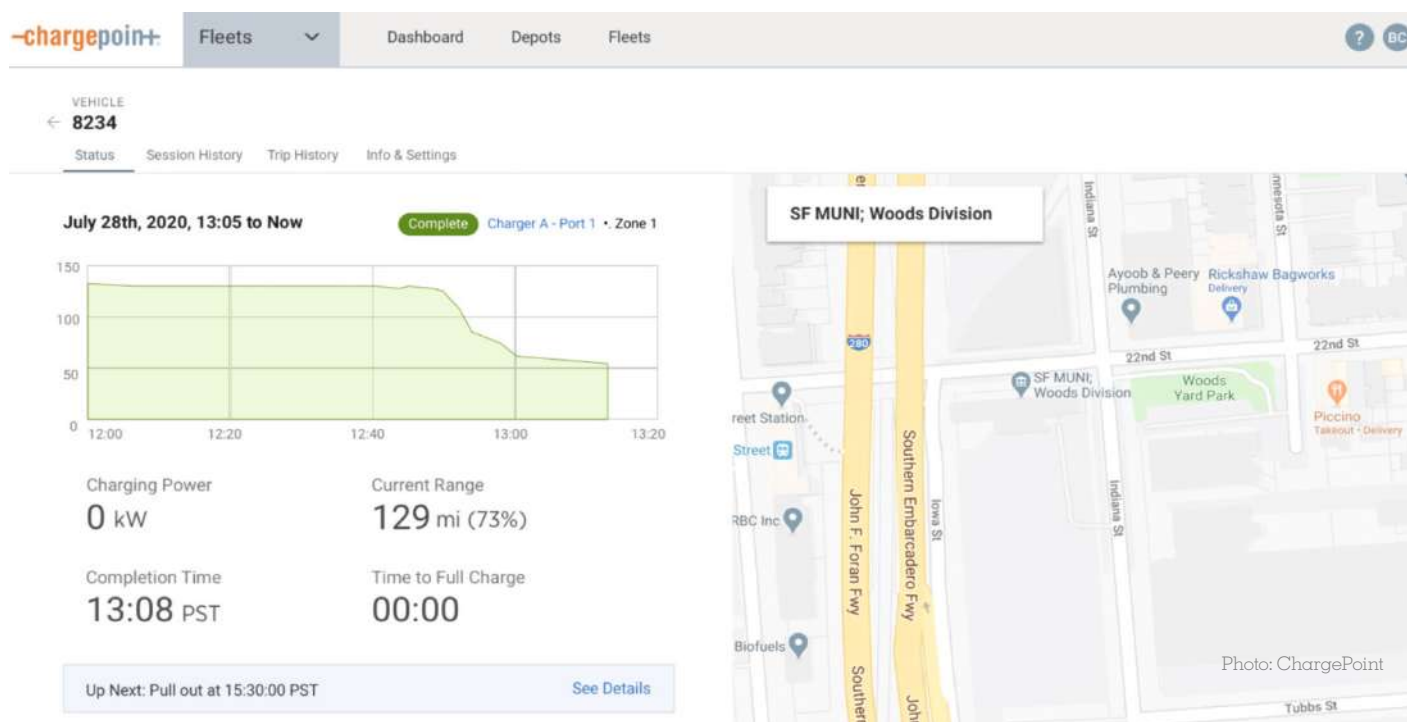 -chargepoin+
Fleets
Dashboard
Depots
Fleets
?
BC
VEHICLE
← 8234
Status
Session History
Trip History
Info & Settings
July 28th, 2020, 13:05 to Now
Complete
Charger A - Port 1 • Zone 1
150
100
50
0
12:00
12:20
12:40
13:00
13:20
Charging Power
0 kW
Current Range
129 mi (73%)
Completion Time
13:08 PST
Time to Full Charge
00:00
Up Next: Pull out at 15:30:00 PST
See Details
SF MUNI; Woods Division
Indiana St
nnesota St
Ayoob & Peery
Plumbing
Rickshaw Bagworks
Delivery
280
22nd St
22nd St
SF MUNI;
Woods Division
Woods
Yard Park
Piccino
Takeout • Delivery
reet Station
Street
Southern Embarcadero Fwy
Iowa St
John F. Foran Fwy
Indiana St
RBC Inc
Biofuels
Southern
John
Tubbs St
Photo: ChargePoint